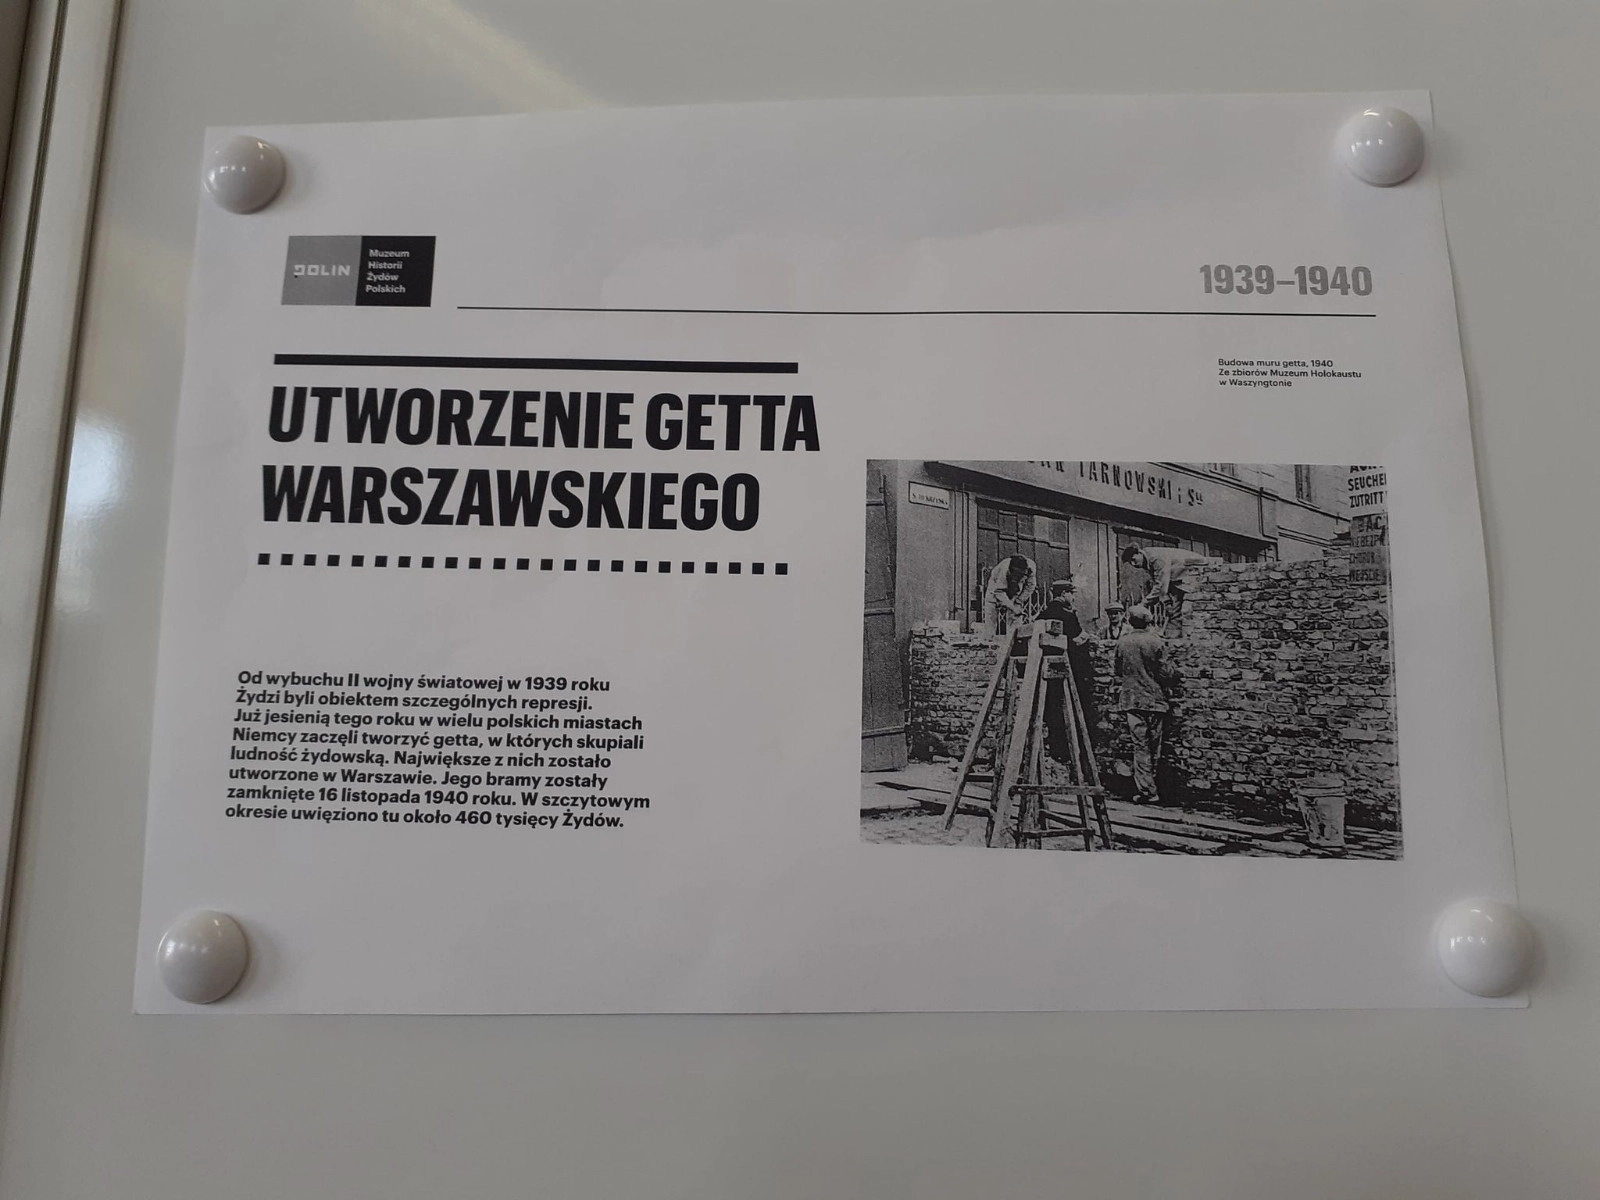 POLIN
Muzeum
Historii
Żydów
Polskich
1939–1940
Budowa muru getta, 1940
Ze zbiorów Muzeum Holokaustu
w Waszyngtonie
UTWORZENIE GETTA
WARSZAWSKIEGO
Od wybuchu II wojny światowej w 1939 roku
Żydzi byli obiektem szczególnych represji.
Już jesienią tego roku w wielu polskich miastach
Niemcy zaczęli tworzyć getta, w których skupiali
ludność żydowską. Największe z nich zostało
utworzone w Warszawie. Jego bramy zostały
zamknięte 16 listopada 1940 roku. W szczytowym
okresie uwięziono tu około 460 tysięcy Żydów.
TARNOWSKI i S
SEUCHE
ZUTRITT